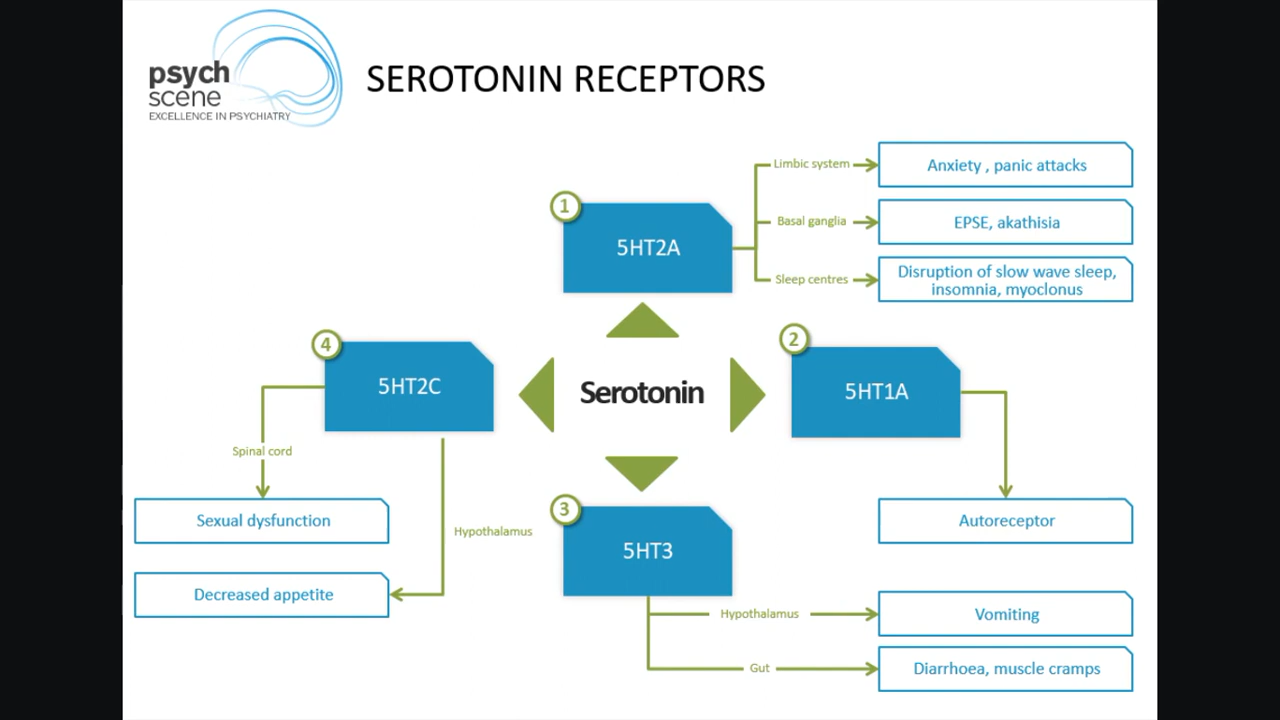 psych
scene
EXCELLENCE IN PSYCHIATRY
SEROTONIN RECEPTORS
1
5HT2A
Limbic system
Anxiety , panic attacks
Basal ganglia
EPSE, akathisia
Sleep centres
Disruption of slow wave sleep,
insomnia, myoclonus
4
5HT2C
Serotonin
2
5HT1A
Spinal cord
Sexual dysfunction
Hypothalamus
Decreased appetite
3
5HT3
Autoreceptor
Hypothalamus
Vomiting
Gut
Diarrhoea, muscle cramps